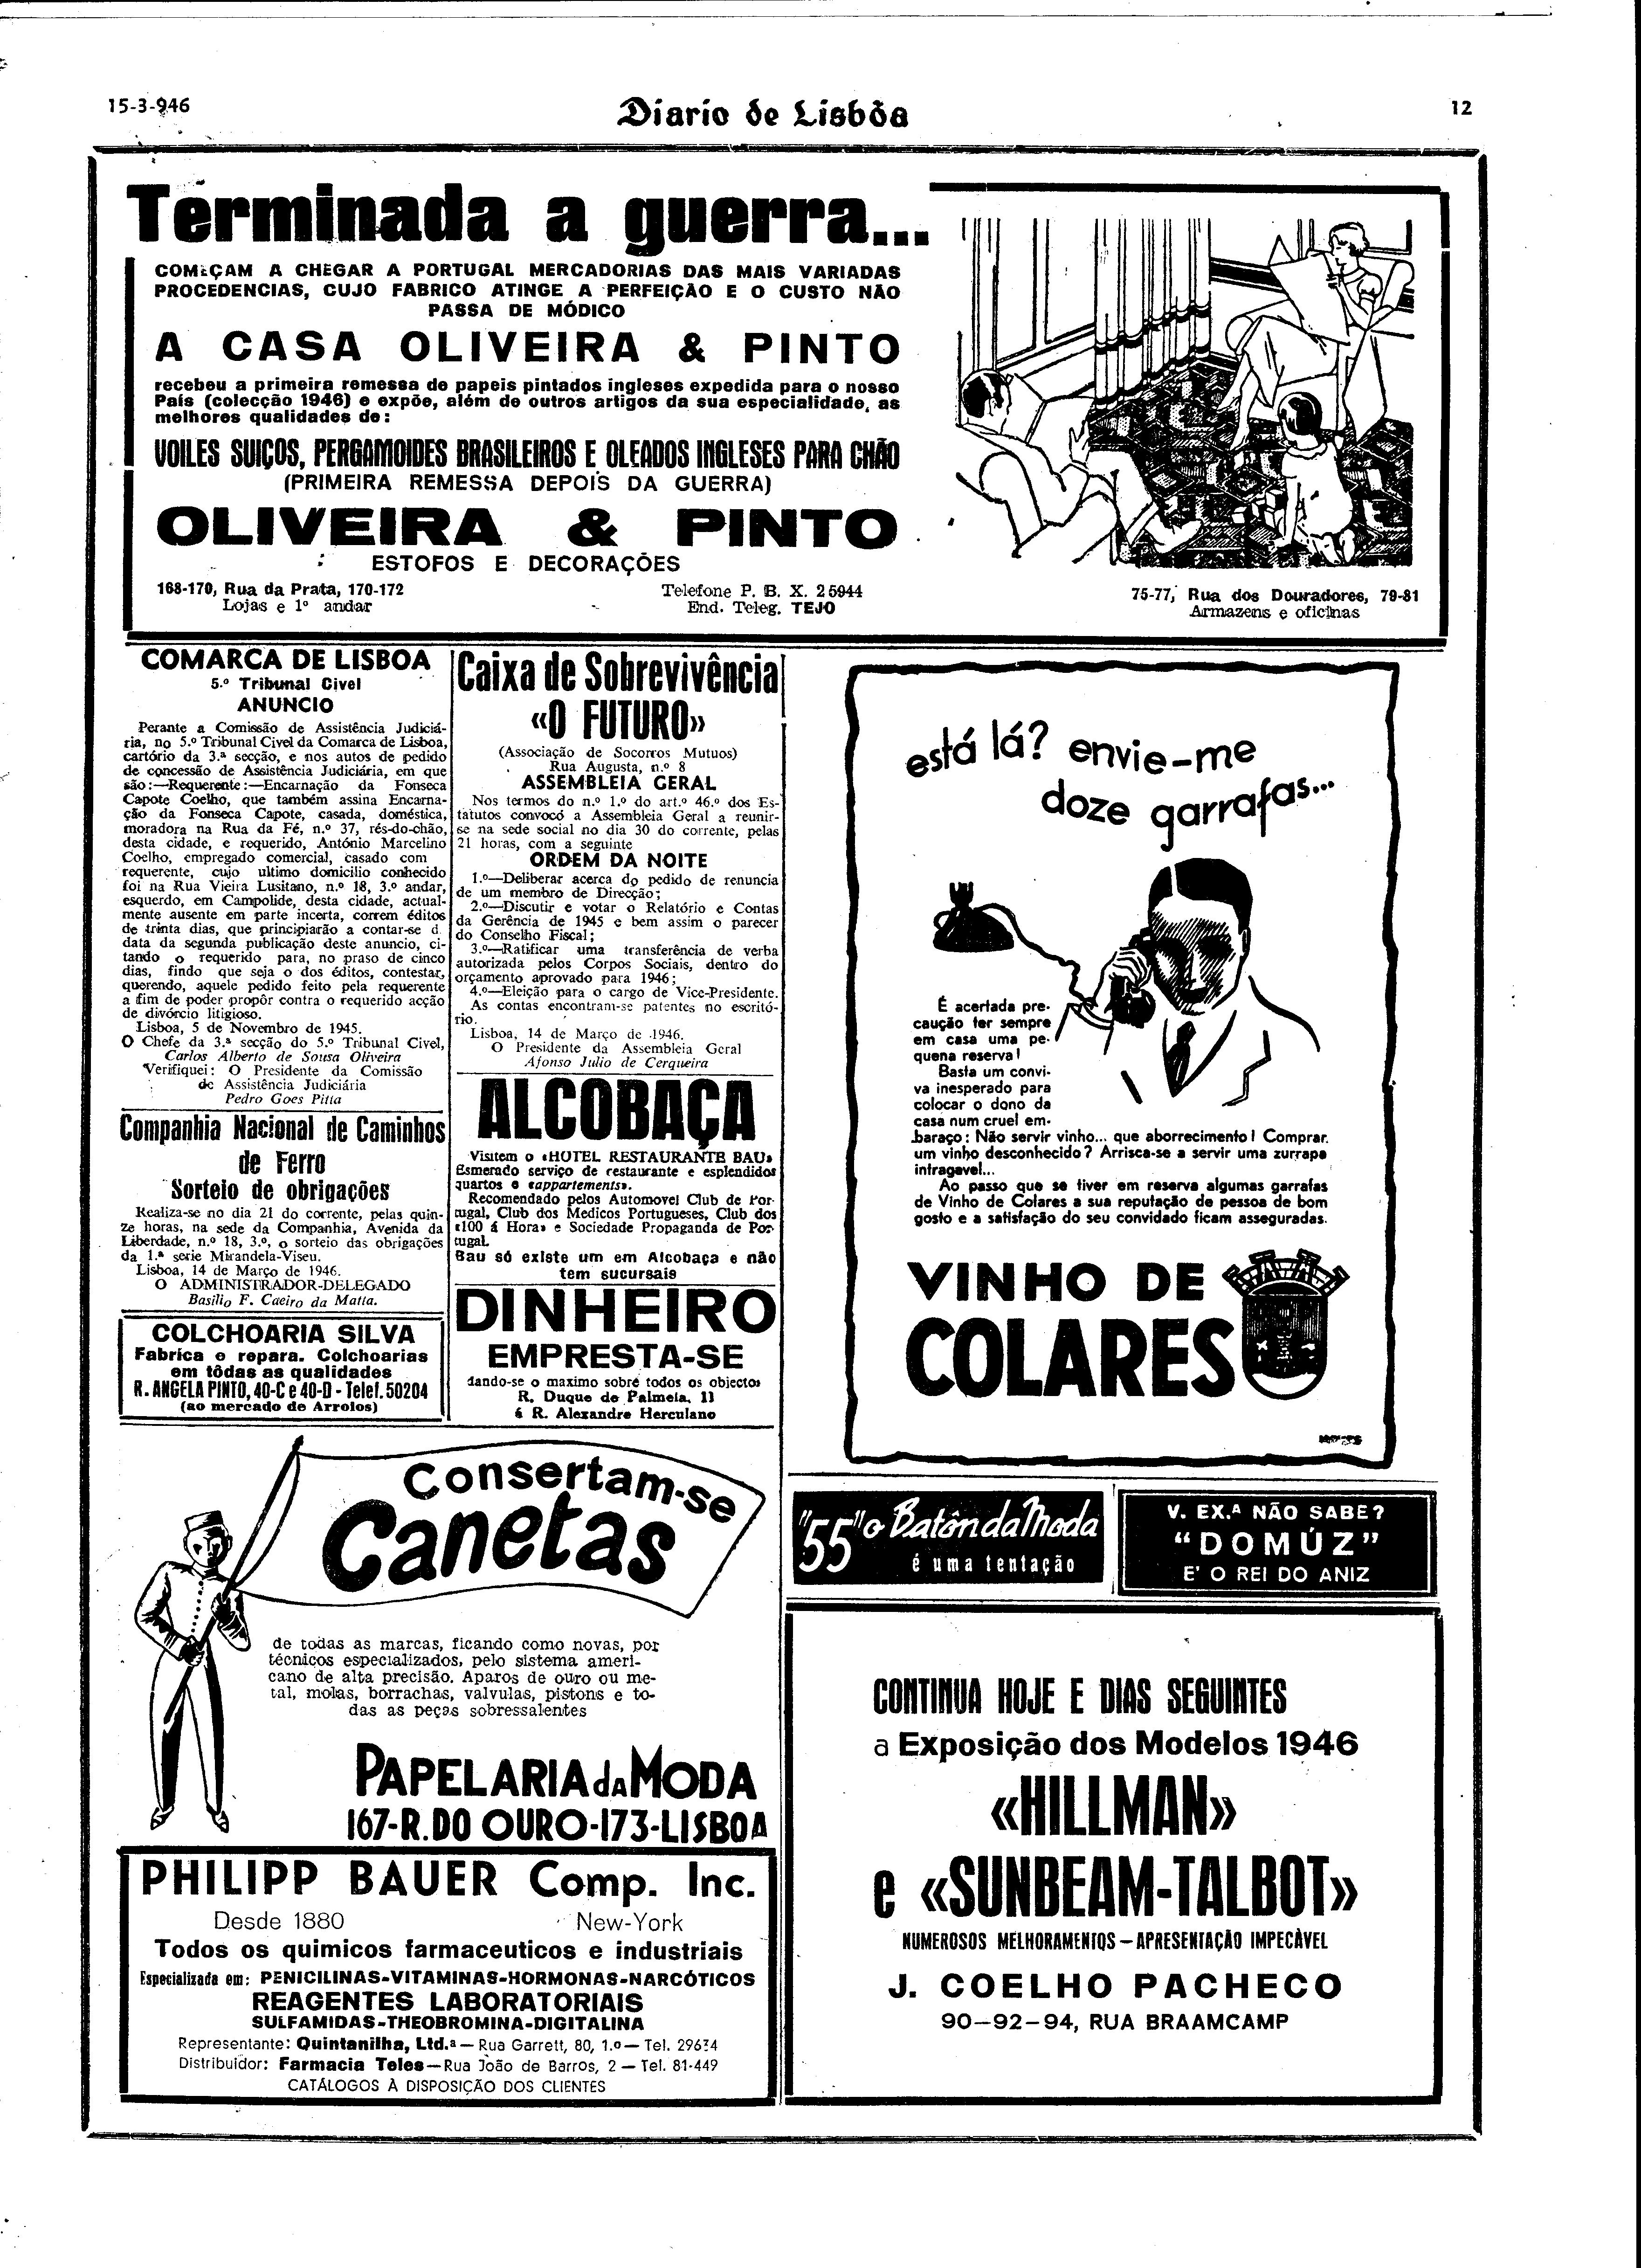 15-3-946
Diario de Lisbôa
12
Terminada a guerra...
COMEÇAM A CHEGAR A PORTUGAL MERCADORIAS DAS MAIS VARIADAS
PROCEDENCIAS, CUJO FABRICO ATINGE A PERFEIÇÃO E O CUSTO NÃO
PASSA DE MÓDICO
A CASA OLIVEIRA & PINTO
recebeu a primeira remessa de papeis pintados ingleses expedida para o nosso
País (colecção 1946) e expõe, além de outros artigos da sua especialidade, as
melhores qualidades de:
VOILES SUIÇOS, PERGAMOIDES BRASILEIROS E OLEADOS INGLESES PARA CHÃO
(PRIMEIRA REMESSA DEPOIS DA GUERRA)
OLIVEIRA & PINTO
ESTOFOS E DECORAÇÕES
168-170, Rua da Prata, 170-172
Lojas e 1º andar
Telefone P. B. X. 25944
End. Teleg. TEJO
75-77, Rua dos Douradores, 79-81
Armazens e oficinas
COMARCA DE LISBOA
5.º Tribunal Civel
ANUNCIO
Perante a Comissão de Assistência Judiciá-
ria, no 5.º Tribunal Civel da Comarca de Lisboa,
cartório da 3.ª secção, e nos autos de pedido
de concessão de Assistência Judiciária, em que
são:—Requerente:—Encarnação da Fonseca
Capote Coelho, que também assina Encarna-
ção da Fonseca Capote, casada, doméstica,
moradora na Rua da Fé, n.º 37, rés-do-chão,
desta cidade, e requerido, António Marcelino
Coelho, empregado comercial, casado com
requerente, cujo ultimo domicilio conhecido
foi na Rua Vieira Lusitano, n.º 18, 3.º andar,
esquerdo, em Campolide, desta cidade, actual-
mente ausente em parte incerta, correm éditos
de trinta dias, que principiarão a contar-se d
data da segunda publicação deste anuncio, ci-
tando o requerido para, no praso de cinco
dias, findo que seja o dos éditos, contestar,
querendo, aquele pedido feito pela requerente
a fim de poder propôr contra o requerido acção
de divórcio litigioso.
Lisboa, 5 de Novembro de 1945.
O Chefe da 3.ª secção do 5.º Tribunal Civel,
Carlos Alberto de Sousa Oliveira
Verifiquei: O Presidente da Comissão
de Assistência Judiciária
Pedro Goes Pitta
Companhia Nacional de Caminhos
de Ferro
Sorteio de obrigações
Realiza-se no dia 21 do corrente, pelas quin-
ze horas, na sede da Companhia, Avenida da
Liberdade, n.º 18, 3.º, o sorteio das obrigações
da 1.ª serie Mirandela-Viseu.
Lisboa, 14 de Março de 1946.
O ADMINISTRADOR-DELEGADO
Basilio F. Caeiro da Matta.
COLCHOARIA SILVA
Fabrica e repara. Colchoarias
em tôdas as qualidades
R. ANGELA PINTO, 40-C e 40-D - Telef. 50204
(ao mercado de Arroios)
Caixa de Sobrevivência
«O FUTURO»
(Associação de Socorros Mutuos)
Rua Augusta, n.º 8
ASSEMBLEIA GERAL
Nos termos do n.º 1.º do art.º 46.º dos Es-
tatutos convocó a Assembleia Geral a reunir-
se na sede social no dia 30 do corrente, pelas
21 horas, com a seguinte
ORDEM DA NOITE
1.º—Deliberar acerca do pedido de renuncia
de um membro de Direcção;
2.º—Discutir e votar o Relatório e Contas
da Gerência de 1945 e bem assim o parecer
do Conselho Fiscal;
3.º—Ratificar uma transferência de verba
autorizada pelos Corpos Sociais, dentro do
orçamento aprovado para 1946;
4.º—Eleição para o cargo de Vice-Presidente.
As contas encontram-se patentes no escritó-
rio.
Lisboa, 14 de Março de 1946.
O Presidente da Assembleia Geral
Afonso Julio de Cerqueira
ALCOBAÇA
Visitem o «HOTEL RESTAURANTE BAU»
Esmerado serviço de restaurante e esplendidos
quartos e «appartements».
Recomendado pelos Automovel Club de Por-
tugal, Club dos Medicos Portugueses, Club dos
«100 á Hora» e Sociedade Propaganda de Por-
tugal.
Bau só existe um em Alcobaça e não
tem sucursais
DINHEIRO
EMPRESTA-SE
dando-se o maximo sobre todos os objectos
R. Duque de Palmela, 11
á R. Alexandre Herculano
está lá? envie-me
doze garrafas...
É acertada pre-
caução ter sempre
em casa uma pe-
quena reserva!
Basta um convi-
va inesperado para
colocar o dono da
casa num cruel em-
baraço: Não servir vinho... que aborrecimento! Comprar.
um vinho desconhecido? Arrisca-se a servir uma zurrapa
intragavel...
Ao passo que se tiver em reserva algumas garrafas
de Vinho de Colares a sua reputação de pessoa de bom
gosto e a satisfação do seu convidado ficam asseguradas.
VINHO DE
COLARES
Consertam-se
Canetas
de todas as marcas, ficando como novas, por
técnicos especializados, pelo sistema ameri-
cano de alta precisão. Aparos de ouro ou me-
tal, molas, borrachas, valvulas, pistons e to-
das as peças sobressalentes
PAPELARIA da MODA
167-R. DO OURO-173-LISBOA
"55" o Batôn da Moda
é uma tentação
V. EX.ª NÃO SABE?
"DOMÚZ"
E' O REI DO ANIZ
PHILIPP BAUER Comp. Inc.
Desde 1880 New-York
Todos os quimicos farmaceuticos e industriais
Especializada em: PENICILINAS-VITAMINAS-HORMONAS-NARCÓTICOS
REAGENTES LABORATORIAIS
SULFAMIDAS-THEOBROMINA-DIGITALINA
Representante: Quintanilha, Ltd.ª — Rua Garrett, 80, 1.º — Tel.
Distribuidor: Farmacia Teles — Rua João de Barros, 2 — Tel. 81-449
CATÁLOGOS À DISPOSIÇÃO DOS CLIENTES
CONTINUA HOJE E DIAS SEGUINTES
a Exposição dos Modelos 1946
«HILLMAN»
e «SUNBEAM-TALBOT»
NUMEROSOS MELHORAMENTOS — APRESENTAÇÃO IMPECÀVEL
J. COELHO PACHECO
90-92-94, RUA BRAAMCAMP